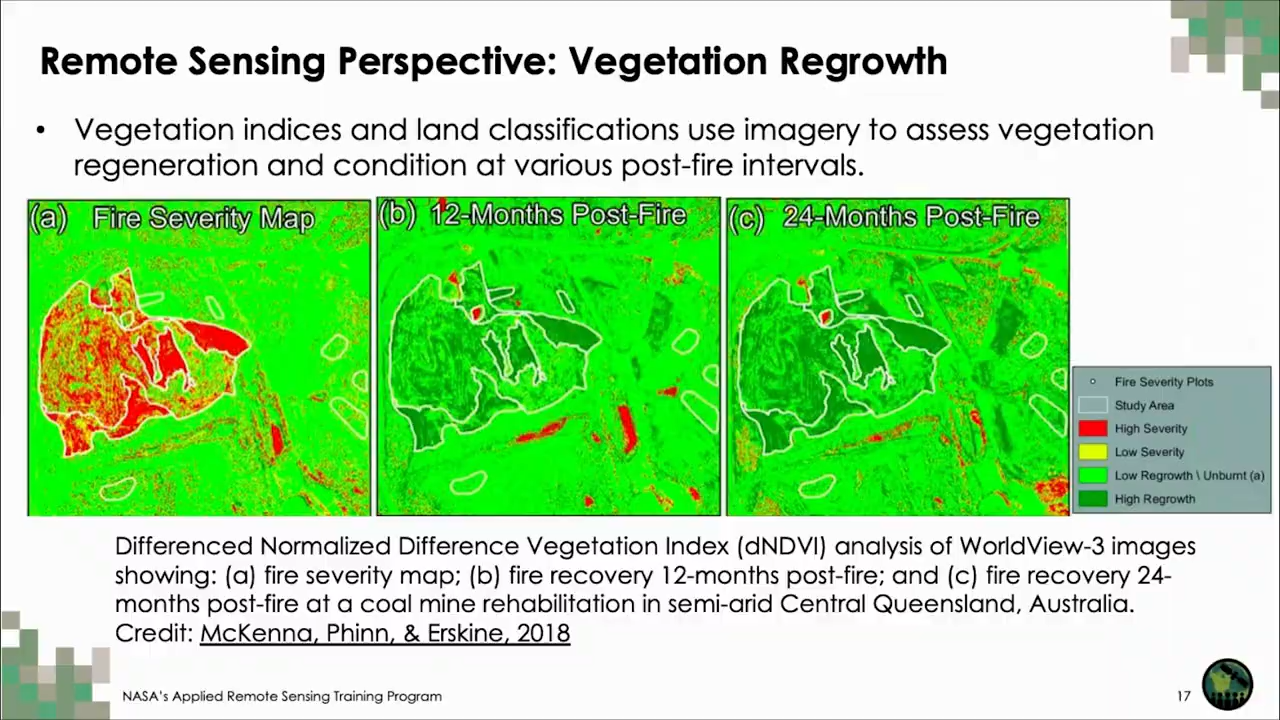 Remote Sensing Perspective: Vegetation Regrowth
• Vegetation indices and land classifications use imagery to assess vegetation
regeneration and condition at various post-fire intervals.
(a) Fire Severity Map
(b) 12-Months Post-Fire
(c) 24-Months Post-Fire
Fire Severity Plots
Study Area
High Severity
Low Severity
Low Regrowth \ Unburnt (a)
High Regrowth
Differenced Normalized Difference Vegetation Index (dNDVI) analysis of WorldView-3 images
showing: (a) fire severity map; (b) fire recovery 12-months post-fire; and (c) fire recovery 24-
months post-fire at a coal mine rehabilitation in semi-arid Central Queensland, Australia.
Credit: McKenna, Phinn, & Erskine, 2018
NASA's Applied Remote Sensing Training Program
17